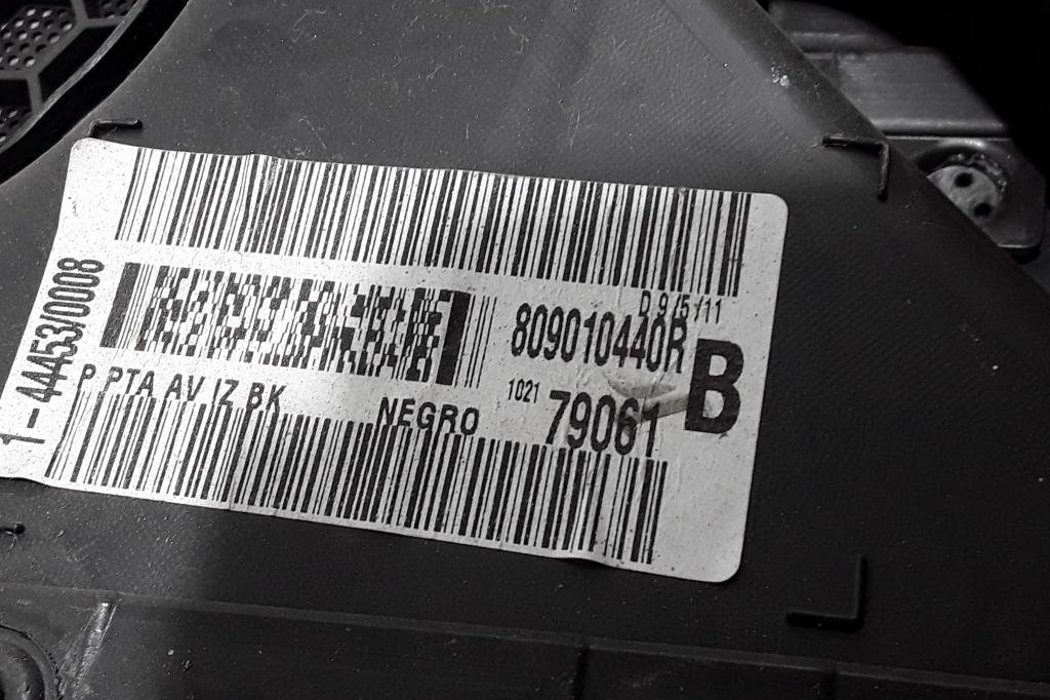 1-44453/0008
D 9/5/11
809010440R
B
P PTA AV IZ BK
NEGRO
1021
79061